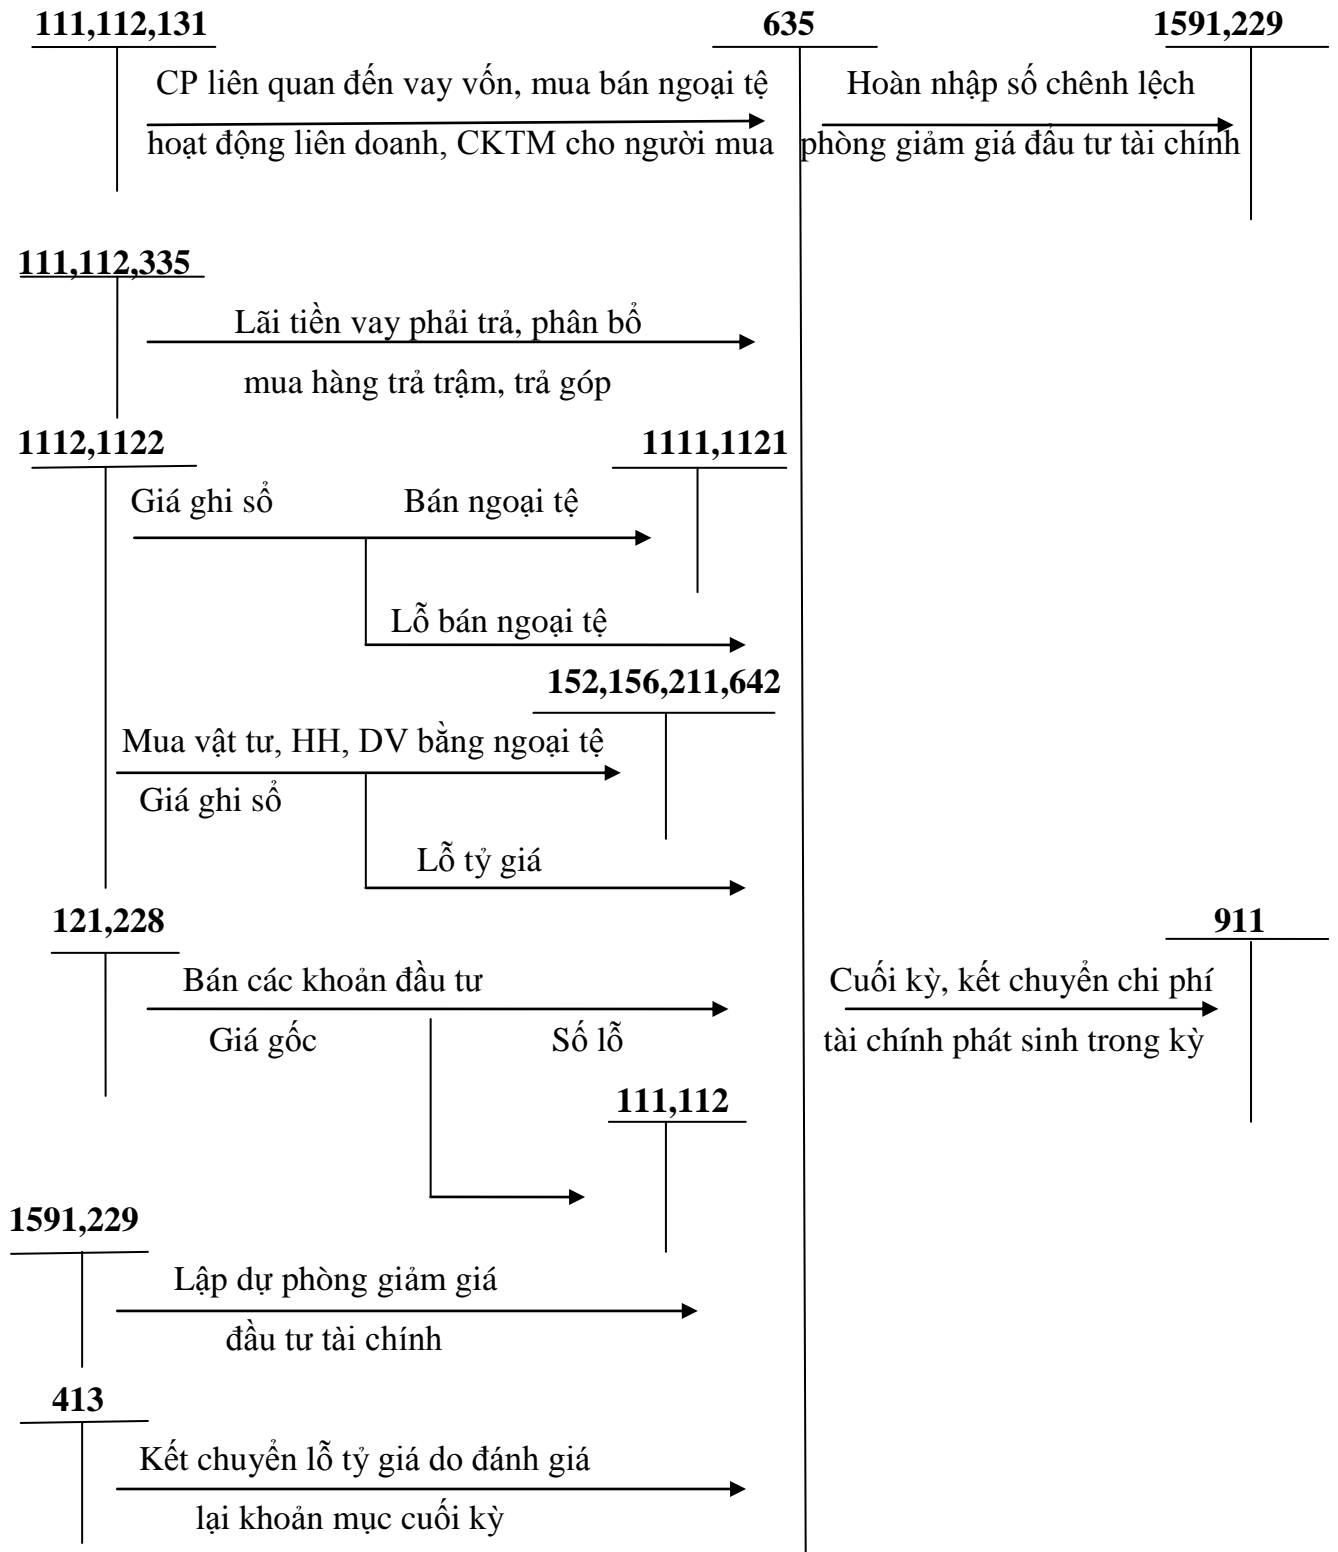 111,112,131
635
1591,229
CP liên quan đến vay vốn, mua bán ngoại tệ
hoạt động liên doanh, CKTM cho người mua
Hoàn nhập số chênh lệch
phòng giảm giá đầu tư tài chính
111,112,335
Lãi tiền vay phải trả, phân bổ
mua hàng trả trậm, trả góp
1112,1122
1111,1121
Giá ghi sổ
Bán ngoại tệ
Lỗ bán ngoại tệ
152,156,211,642
Mua vật tư, HH, DV bằng ngoại tệ
Giá ghi sổ
Lỗ tỷ giá
121,228
911
Bán các khoản đầu tư
Giá gốc
Số lỗ
Cuối kỳ, kết chuyển chi phí
tài chính phát sinh trong kỳ
111,112
1591,229
Lập dự phòng giảm giá
đầu tư tài chính
413
Kết chuyển lỗ tỷ giá do đánh giá
lại khoản mục cuối kỳ